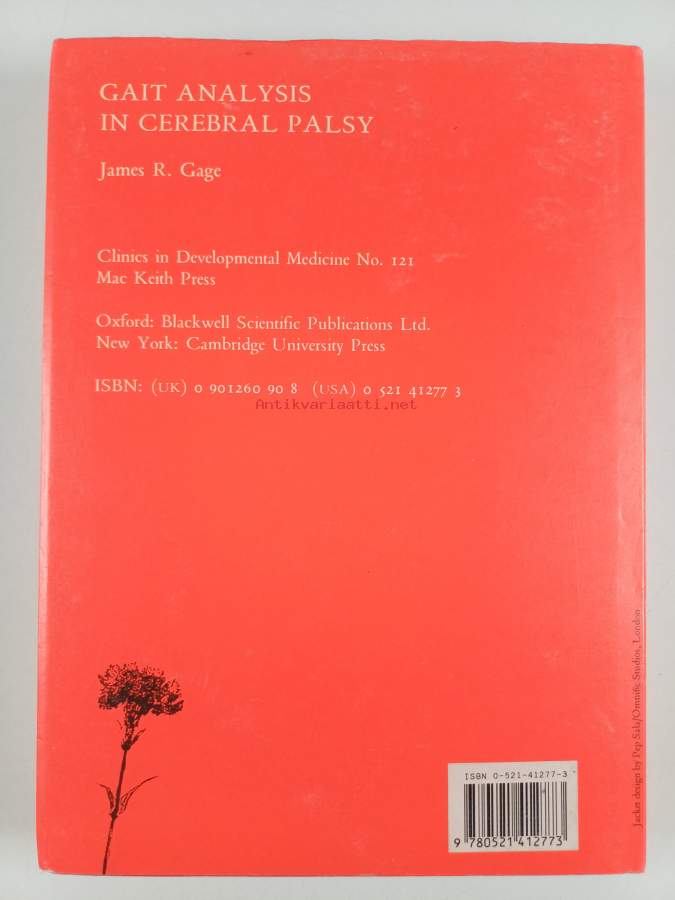 GAIT ANALYSIS
IN CEREBRAL PALSY
James R. Gage
Clinics in Developmental Medicine No. 121
Mac Keith Press
Oxford: Blackwell Scientific Publications Ltd.
New York: Cambridge University Press
ISBN: (UK) 0 901260 90 8 (USA) 0 521 41277 3
Antikvariaatti.net
Jacket design by Pep Sala/Omnific Studios, London
ISBN 0-521-41277-3
9 780521 412773